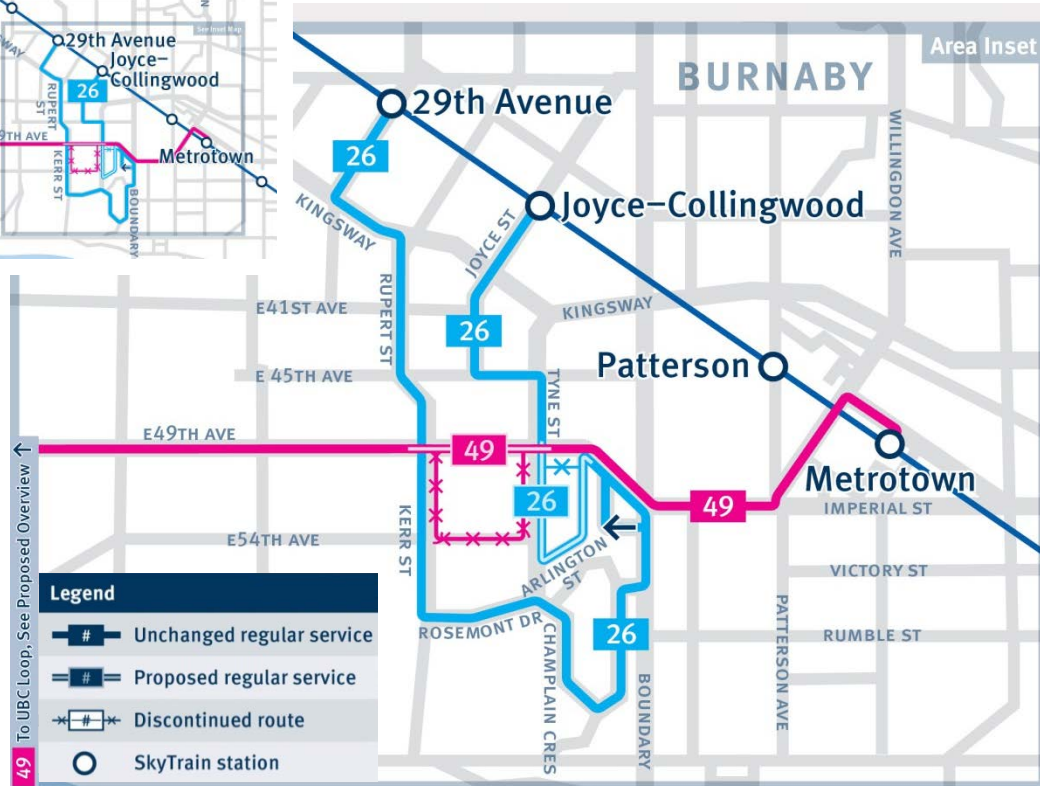 N
See Inset Map
29th Avenue
Joyce–
Collingwood
26
RUPERT
ST
9TH AVE
Metrotown
KERR ST
BOUNDARY
Area Inset
BURNABY
29th Avenue
WILLINGDON AVE
26
Joyce–Collingwood
KINGSWAY
JOYCE ST
RUPERT ST
E41ST AVE
KINGSWAY
26
Patterson
E 45TH AVE
TYNE ST
E49TH AVE
49
Metrotown
26
49
IMPERIAL ST
KERR ST
E54TH AVE
ARLINGTON
ST
VICTORY ST
ROSEMONT DR
26
RUMBLE ST
CHAMPLAIN CRES
BOUNDARY
PATTERSON AVE
49 To UBC Loop, See Proposed Overview
Legend
# Unchanged regular service
# Proposed regular service
# Discontinued route
SkyTrain station